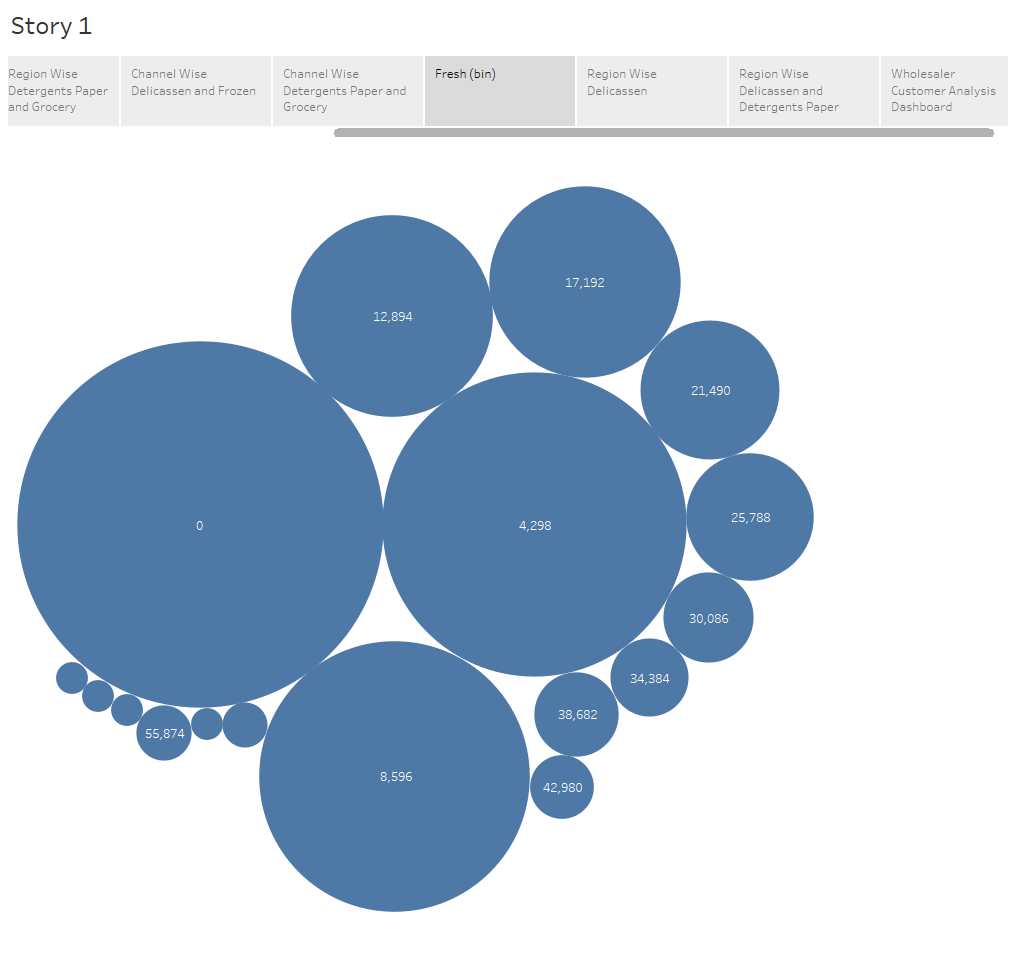 Story 1
Region Wise
Detergents Paper
and Grocery
Channel Wise
Delicassen and Frozen
Channel Wise
Detergents Paper and
Grocery
Fresh (bin)
Region Wise
Delicassen
Region Wise
Delicassen and
Detergents Paper
Wholesaler
Customer Analysis
Dashboard
17,192
12,894
21,490
25,788
0
4,298
30,086
34,384
38,682
55,874
8,596
42,980